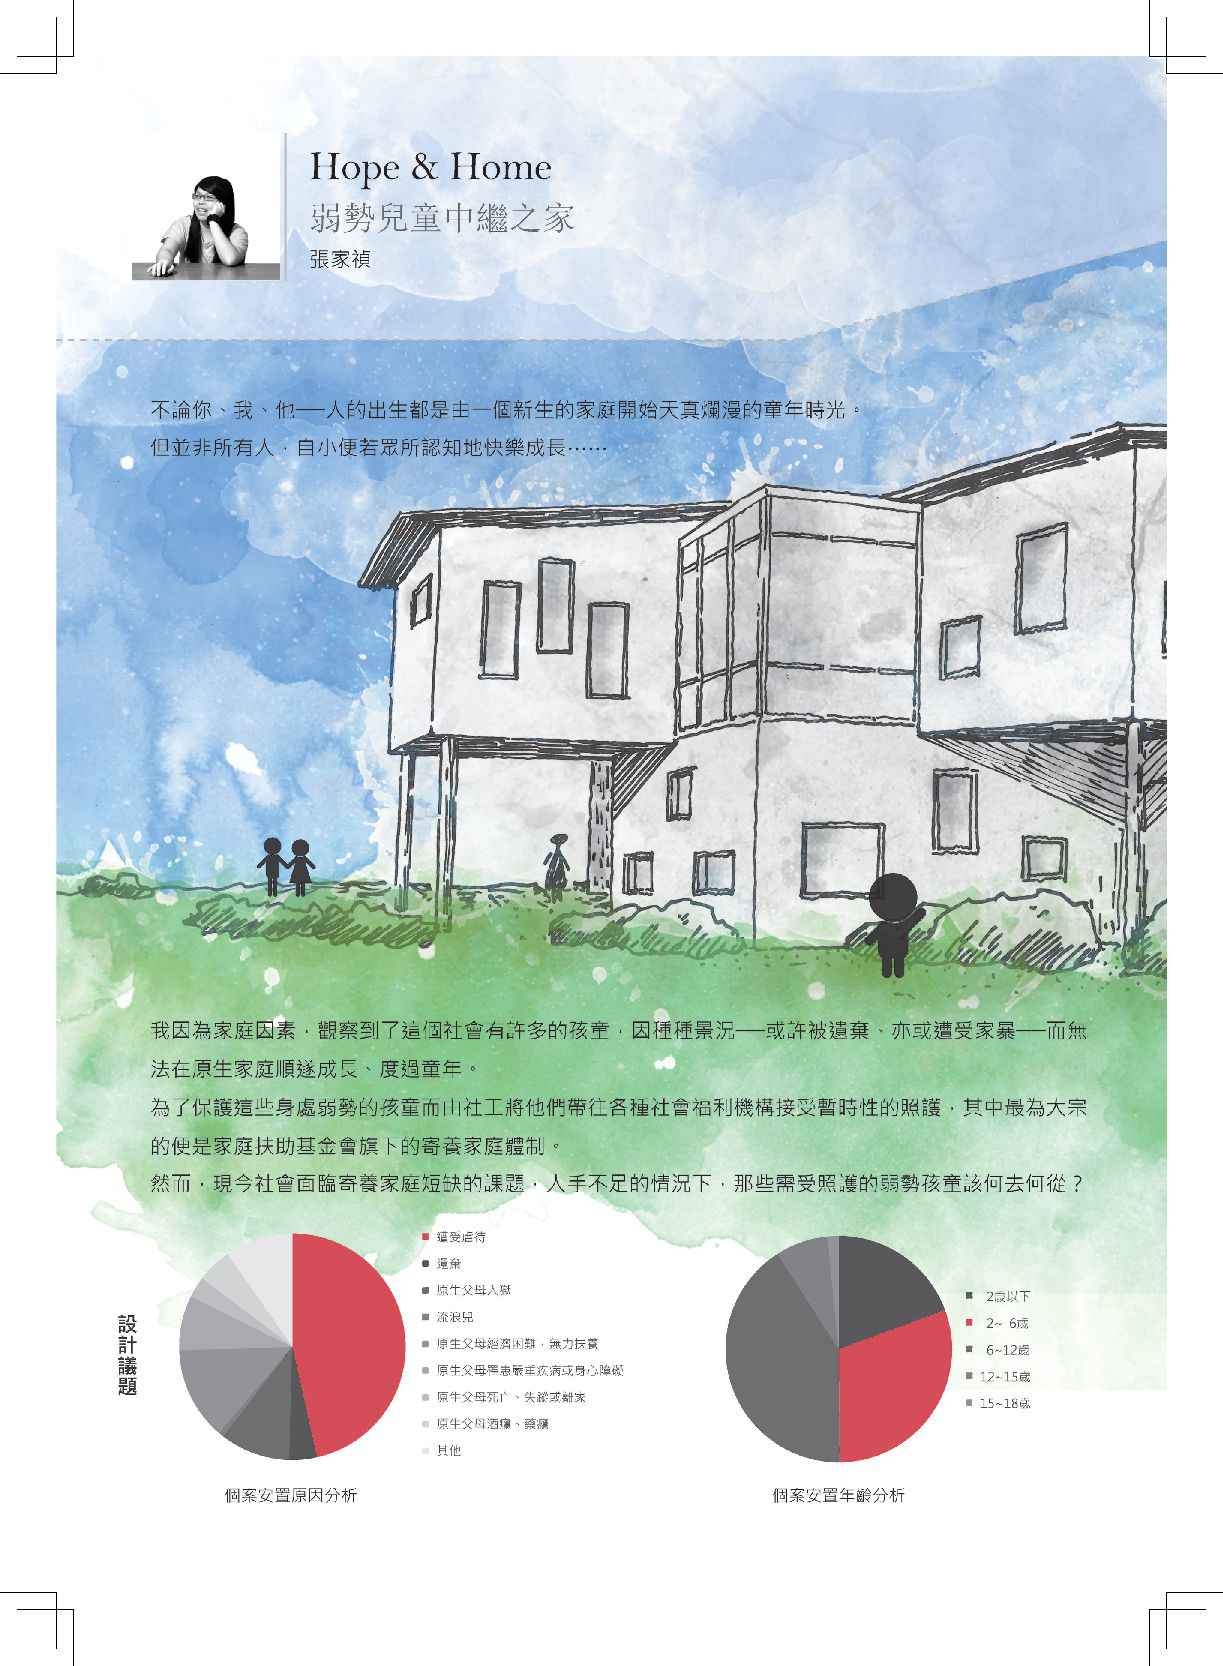 Hope & Home
弱勢兒童中繼之家
張家禎
不論你、我、他──人的出生都是由一個新生的家庭開始天真爛漫的童年時光。
但並非所有人，自小便若眾所認知地快樂成長……
我因為家庭因素，觀察到了這個社會有許多的孩童，因種種景況──或許被遺棄、亦或遭受家暴──而無
法在原生家庭順遂成長、度過童年。
為了保護這些身處弱勢的孩童而由社工將他們帶往各種社會福利機構接受暫時性的照護，其中最為大宗
的便是家庭扶助基金會旗下的寄養家庭體制。
然而，現今社會面臨寄養家庭短缺的課題，人手不足的情況下，那些需受照護的弱勢孩童該何去何從？
設計議題
遭受虐待
遺棄
原生父母入獄
流浪兒
原生父母經濟困難，無力扶養
原生父母罹患嚴重疾病或身心障礙
原生父母死亡、失蹤或離家
原生父母酒癮、藥癮
其他
個案安置原因分析
2歲以下
2~ 6歲
6~12歲
12~15歲
15~18歲
個案安置年齡分析